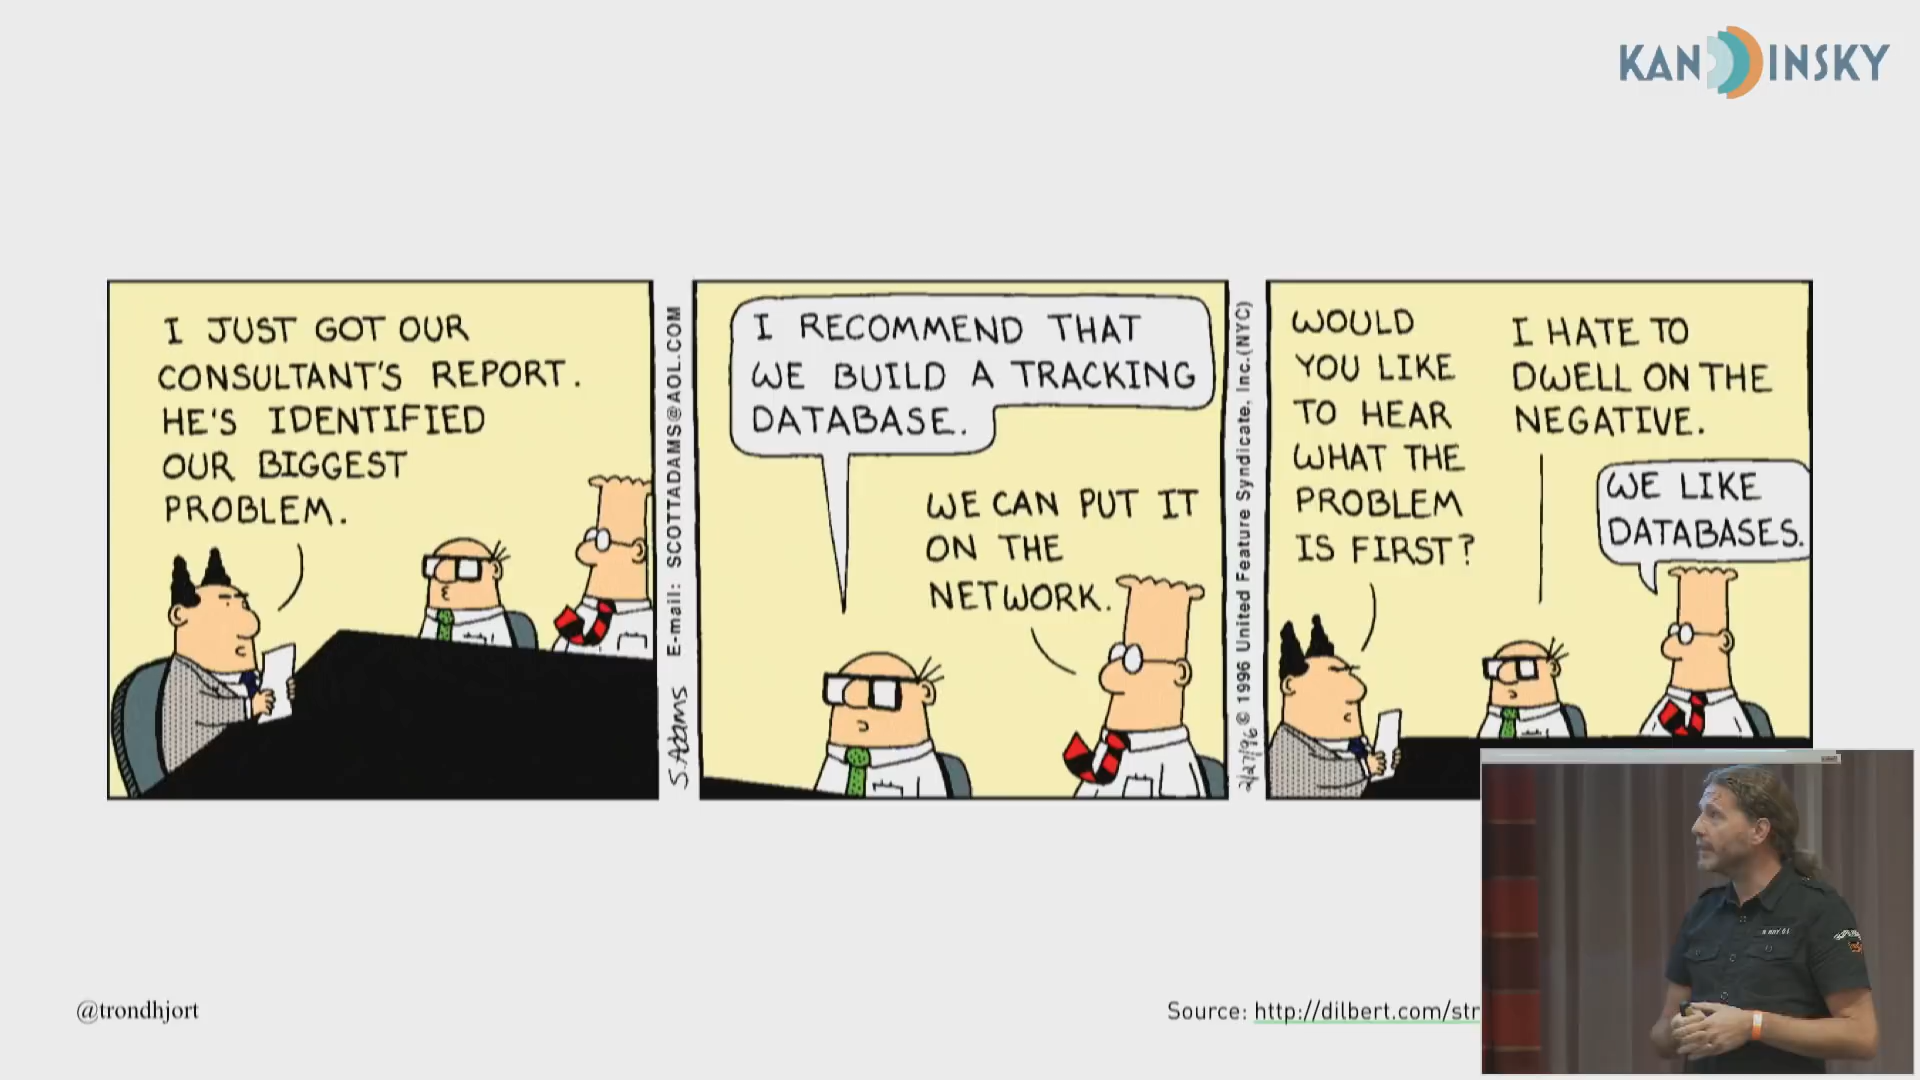 KANDINSKY
I JUST GOT OUR
CONSULTANT'S REPORT.
HE'S IDENTIFIED
OUR BIGGEST
PROBLEM.
S.Adams E-mail: SCOTTADAMS@AOL.COM
I RECOMMEND THAT
WE BUILD A TRACKING
DATABASE.
WE CAN PUT IT
ON THE
NETWORK.
2/27/96 © 1996 United Feature Syndicate, Inc.(NYC)
WOULD
YOU LIKE
TO HEAR
WHAT THE
PROBLEM
IS FIRST?
I HATE TO
DWELL ON THE
NEGATIVE.
WE LIKE
DATABASES.
@trondhjort
Source: http://dilbert.com/str